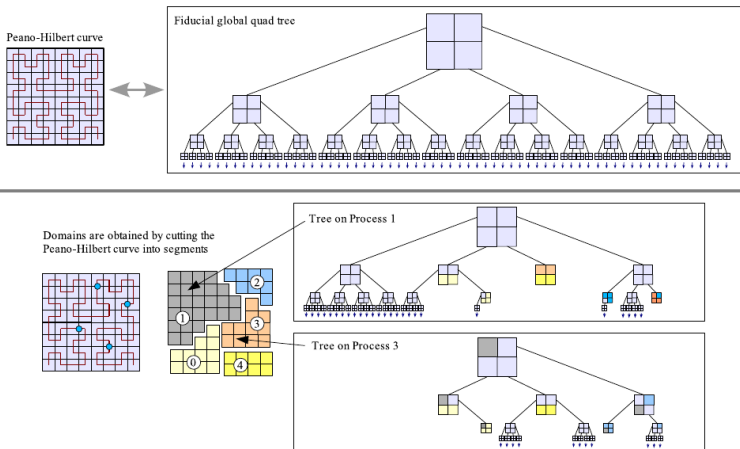 Fiducial global quad tree
Peano-Hilbert curve
Domains are obtained by cutting the
Peano-Hilbert curve into segments
Tree on Process 1
2
1
3
0
4
Tree on Process 3